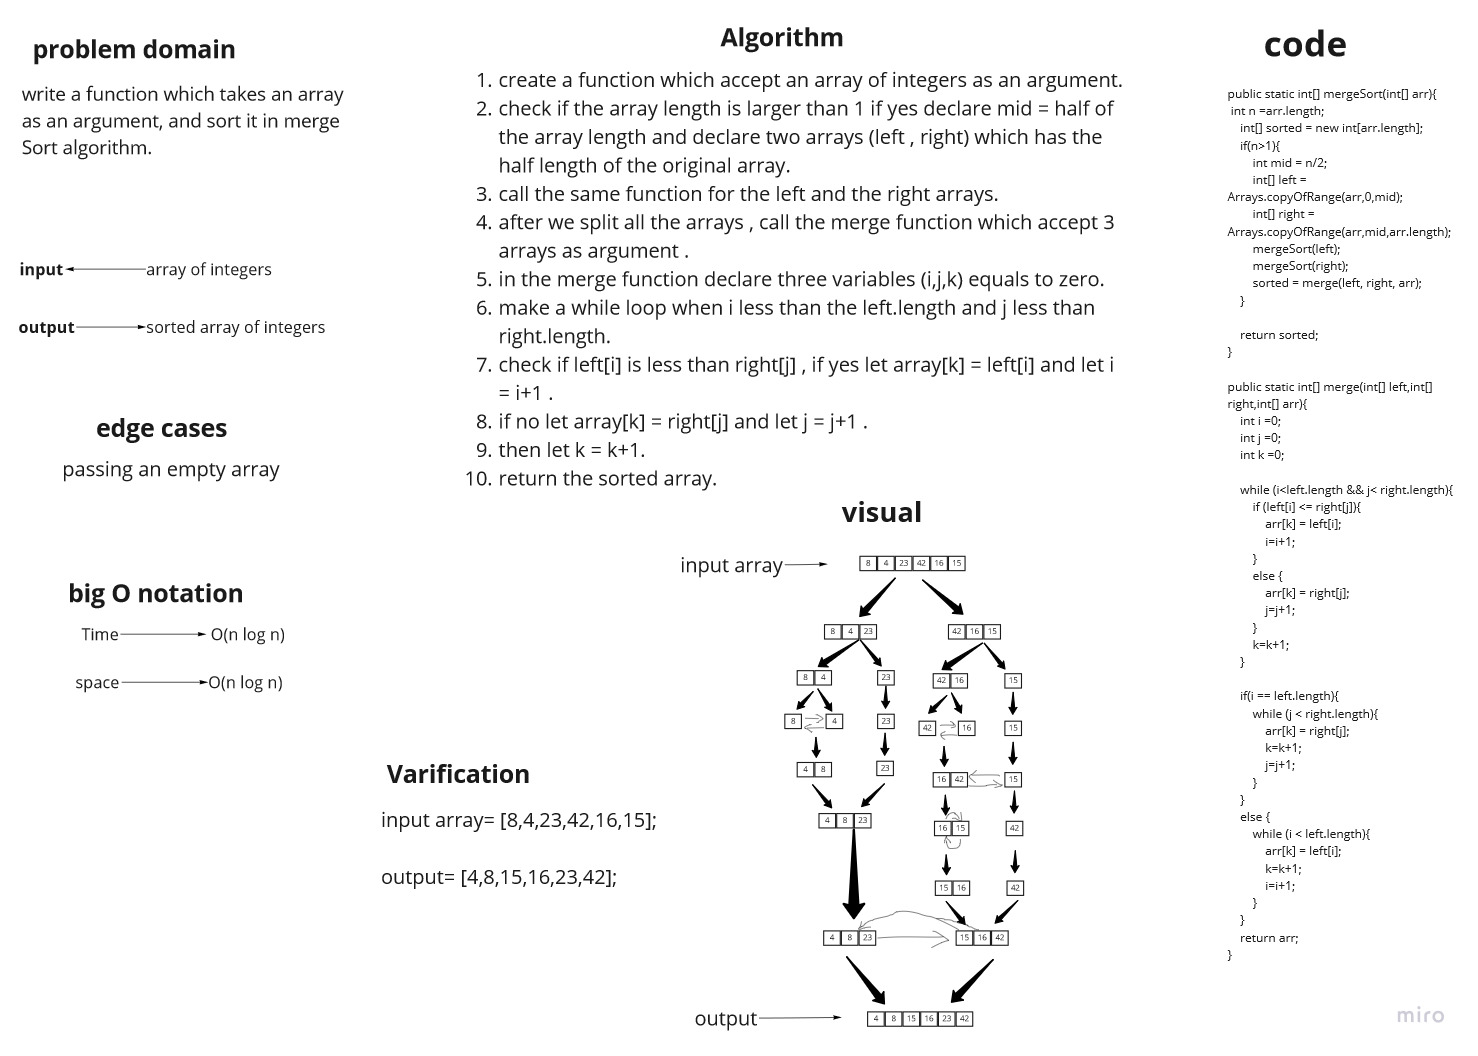 problem domain
write a function which takes an array
as an argument, and sort it in merge
Sort algorithm.
input array of integers
output sorted array of integers
edge cases
passing an empty array
big O notation
Time O(n log n)
space O(n log n)
Algorithm
1. create a function which accept an array of integers as an argument.
2. check if the array length is larger than 1 if yes declare mid = half of
the array length and declare two arrays (left , right) which has the
half length of the original array.
3. call the same function for the left and the right arrays.
4. after we split all the arrays , call the merge function which accept 3
arrays as argument .
5. in the merge function declare three variables (i,j,k) equals to zero.
6. make a while loop when i less than the left.length and j less than
right.length.
7. check if left[i] is less than right[j] , if yes let array[k] = left[i] and let i
= i+1 .
8. if no let array[k] = right[j] and let j = j+1 .
9. then let k = k+1.
10. return the sorted array.
Varification
input array= [8,4,23,42,16,15];
output= [4,8,15,16,23,42];
visual
input array 8 4 23 42 16 15
8 4 23 42 16 15
8 4 23 42 16 15
8 4 23 42 16 15
4 8 23 16 42 15
4 8 23 16 15 42
15 16 42
4 8 23 15 16 42
output 4 8 15 16 23 42
code
public static int[] mergeSort(int[] arr){
int n =arr.length;
int[] sorted = new int[arr.length];
if(n>1){
int mid = n/2;
int[] left =
Arrays.copyOfRange(arr,0,mid);
int[] right =
Arrays.copyOfRange(arr,mid,arr.length);
mergeSort(left);
mergeSort(right);
sorted = merge(left, right, arr);
}
return sorted;
}
public static int[] merge(int[] left,int[]
right,int[] arr){
int i =0;
int j =0;
int k =0;
while (i<left.length && j< right.length){
if (left[i] <= right[j]){
arr[k] = left[i];
i=i+1;
}
else {
arr[k] = right[j];
j=j+1;
}
k=k+1;
}
if(i == left.length){
while (j < right.length){
arr[k] = right[j];
k=k+1;
j=j+1;
}
}
else {
while (i < left.length){
arr[k] = left[i];
k=k+1;
i=i+1;
}
}
return arr;
}
miro